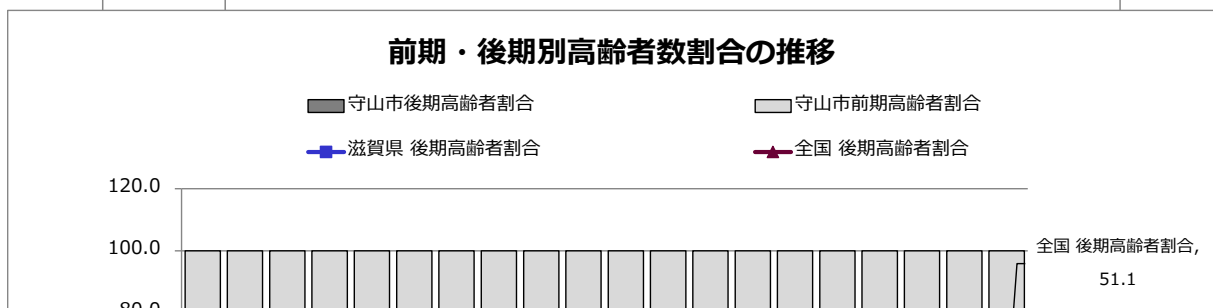 前期・後期別高齢者数割合の推移
守山市後期高齢者割合 守山市前期高齢者割合
滋賀県 後期高齢者割合 全国 後期高齢者割合
120.0
100.0
全国 後期高齢者割合,
51.1
80.0